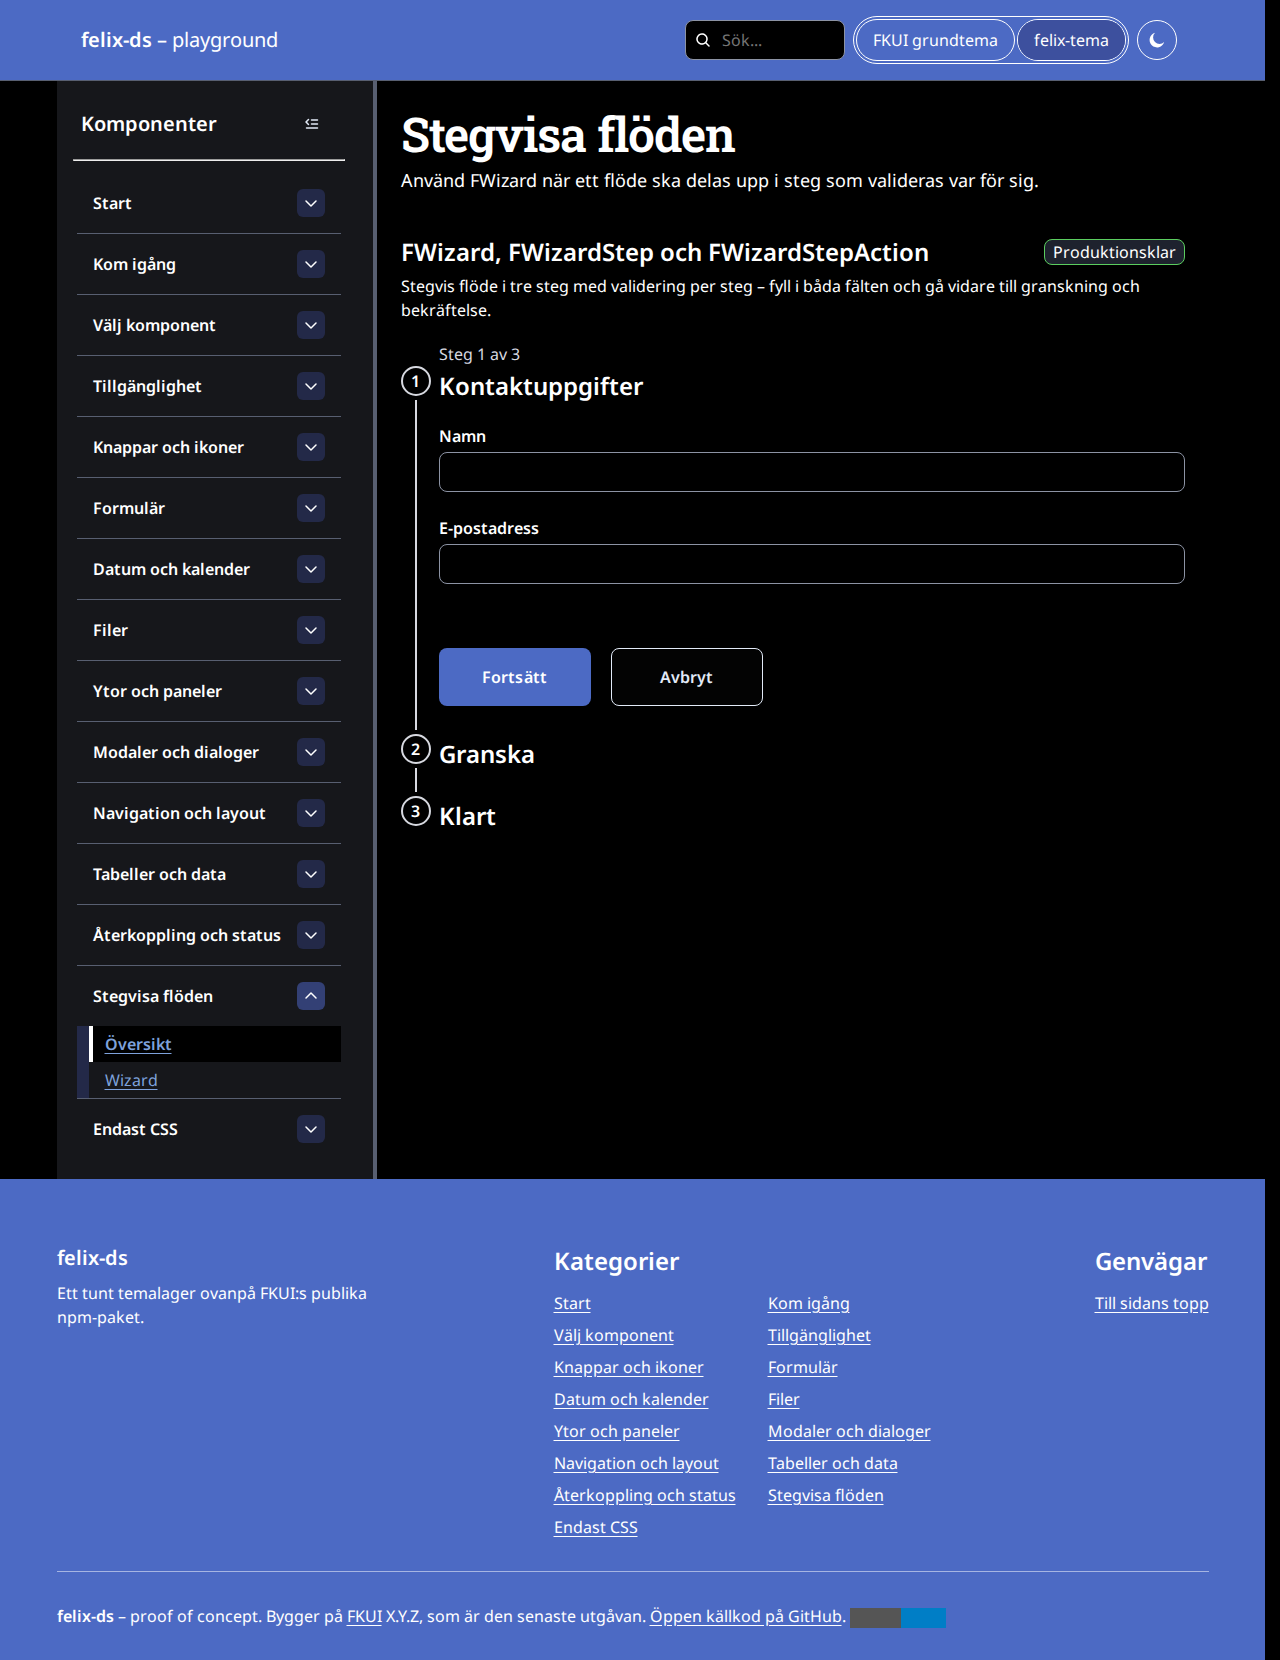 felix-ds – playground
Sök...
FKUI grundtema
felix-tema
Komponenter
Start
Kom igång
Välj komponent
Tillgänglighet
Knappar och ikoner
Formulär
Datum och kalender
Filer
Ytor och paneler
Modaler och dialoger
Navigation och layout
Tabeller och data
Återkoppling och status
Stegvisa flöden
Översikt
Wizard
Endast CSS
Stegvisa flöden
Använd FWizard när ett flöde ska delas upp i steg som valideras var för sig.
FWizard, FWizardStep och FWizardStepAction
Produktionsklar
Stegvis flöde i tre steg med validering per steg – fyll i båda fälten och gå vidare till granskning och
bekräftelse.
Steg 1 av 3
1 Kontaktuppgifter
Namn
E-postadress
Fortsätt
Avbryt
2 Granska
3 Klart
felix-ds
Ett tunt temalager ovanpå FKUI:s publika
npm-paket.
Kategorier
Start
Kom igång
Välj komponent
Tillgänglighet
Knappar och ikoner
Formulär
Datum och kalender
Filer
Ytor och paneler
Modaler och dialoger
Navigation och layout
Tabeller och data
Återkoppling och status
Stegvisa flöden
Endast CSS
Genvägar
Till sidans topp
felix-ds – proof of concept. Bygger på FKUI X.Y.Z, som är den senaste utgåvan. Öppen källkod på GitHub.